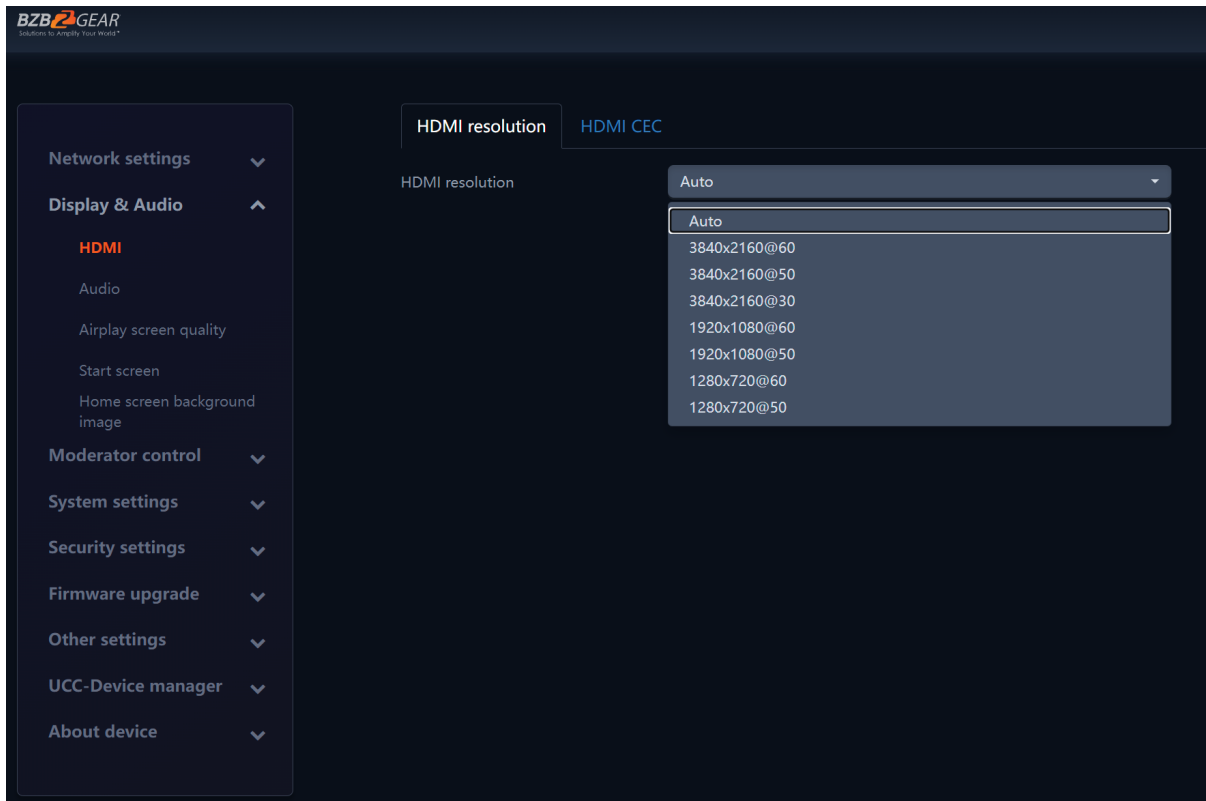 BZBGEAR
Solutions to Amplify Your World*
Network settings
Display & Audio
HDMI
Audio
Airplay screen quality
Start screen
Home screen background
image
Moderator control
System settings
Security settings
Firmware upgrade
Other settings
UCC-Device manager
About device
HDMI resolution
HDMI CEC
HDMI resolution
Auto
Auto
3840x2160@60
3840x2160@50
3840x2160@30
1920x1080@60
1920x1080@50
1280x720@60
1280x720@50